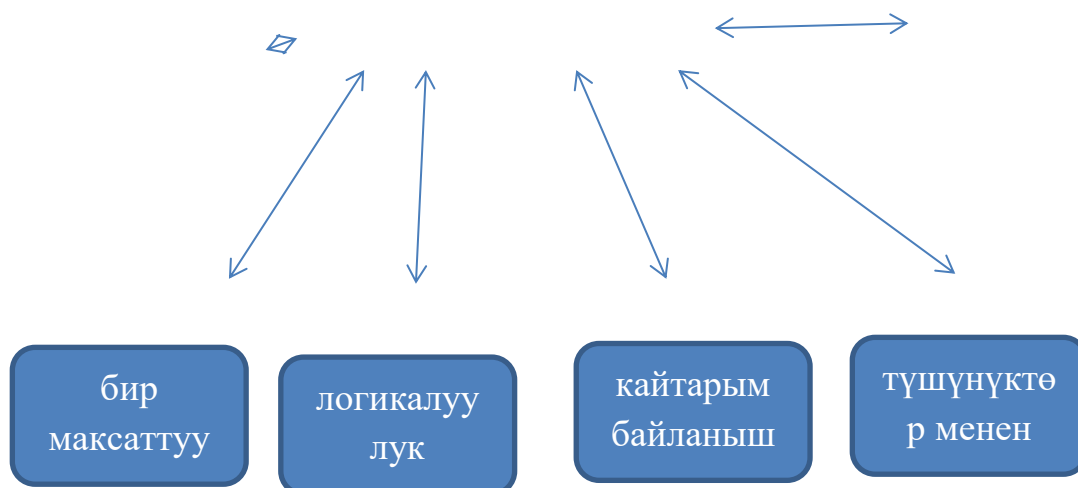 бир
максаттуу
логикалуу
лук
кайтарым
байланыш
түшүнүктө
р менен